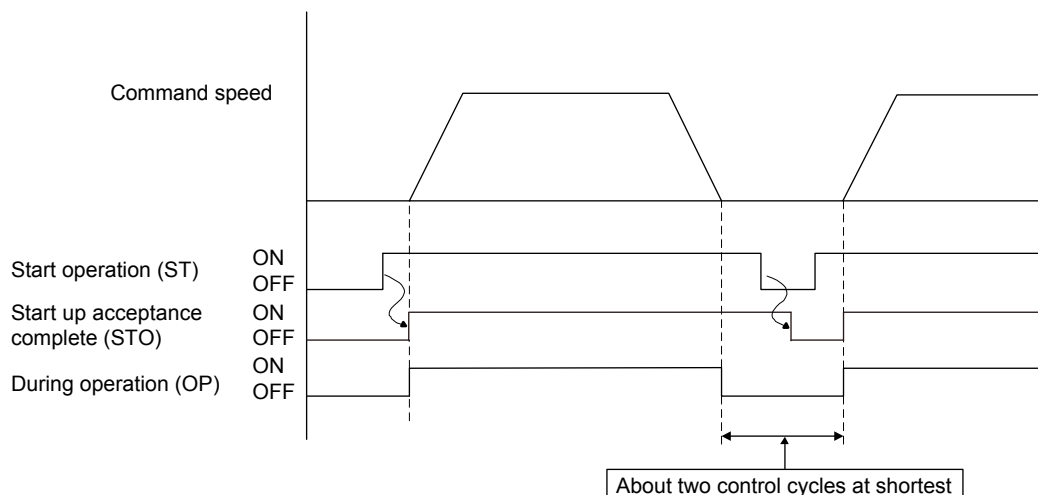 Command speed
Start operation (ST)
ON
OFF
Start up acceptance
complete (STO)
ON
OFF
During operation (OP)
ON
OFF
About two control cycles at shortest